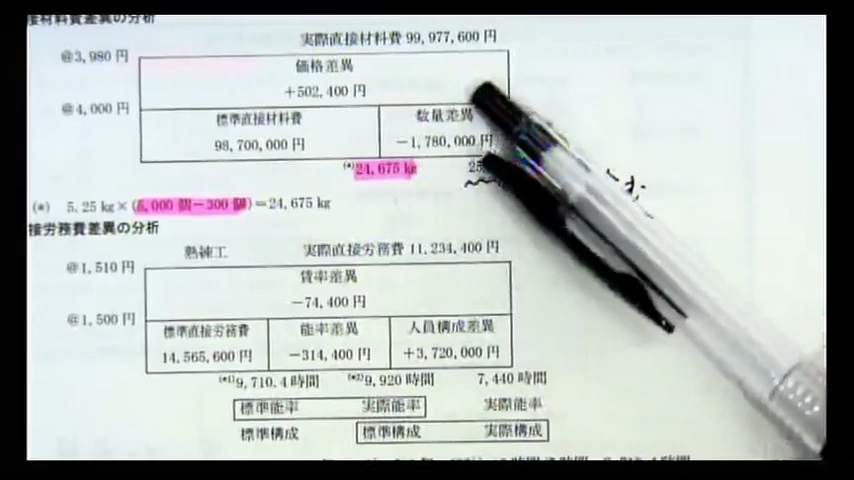 接材料費差異の分析
実際直接材料費 99,977,600円
@3,980円
価格差異
+502,400円
@4,000円
標準直接材料費 数量差異
98,700,000円 -1,780,000円
(*)24,675kg 25
(*) 5.25kg×(5,000個-300個)=24,675kg
接労務費差異の分析
熟練工 実際直接労務費 11,234,400円
@1,510円
賃率差異
-74,400円
@1,500円
標準直接労務費 能率差異 人員構成差異
14,565,600円 -314,400円 +3,720,000円
(*1)9,710.4時間 (*2)9,920時間 7,440時間
標準能率 実際能率 実際能率
標準構成 標準構成 実際構成